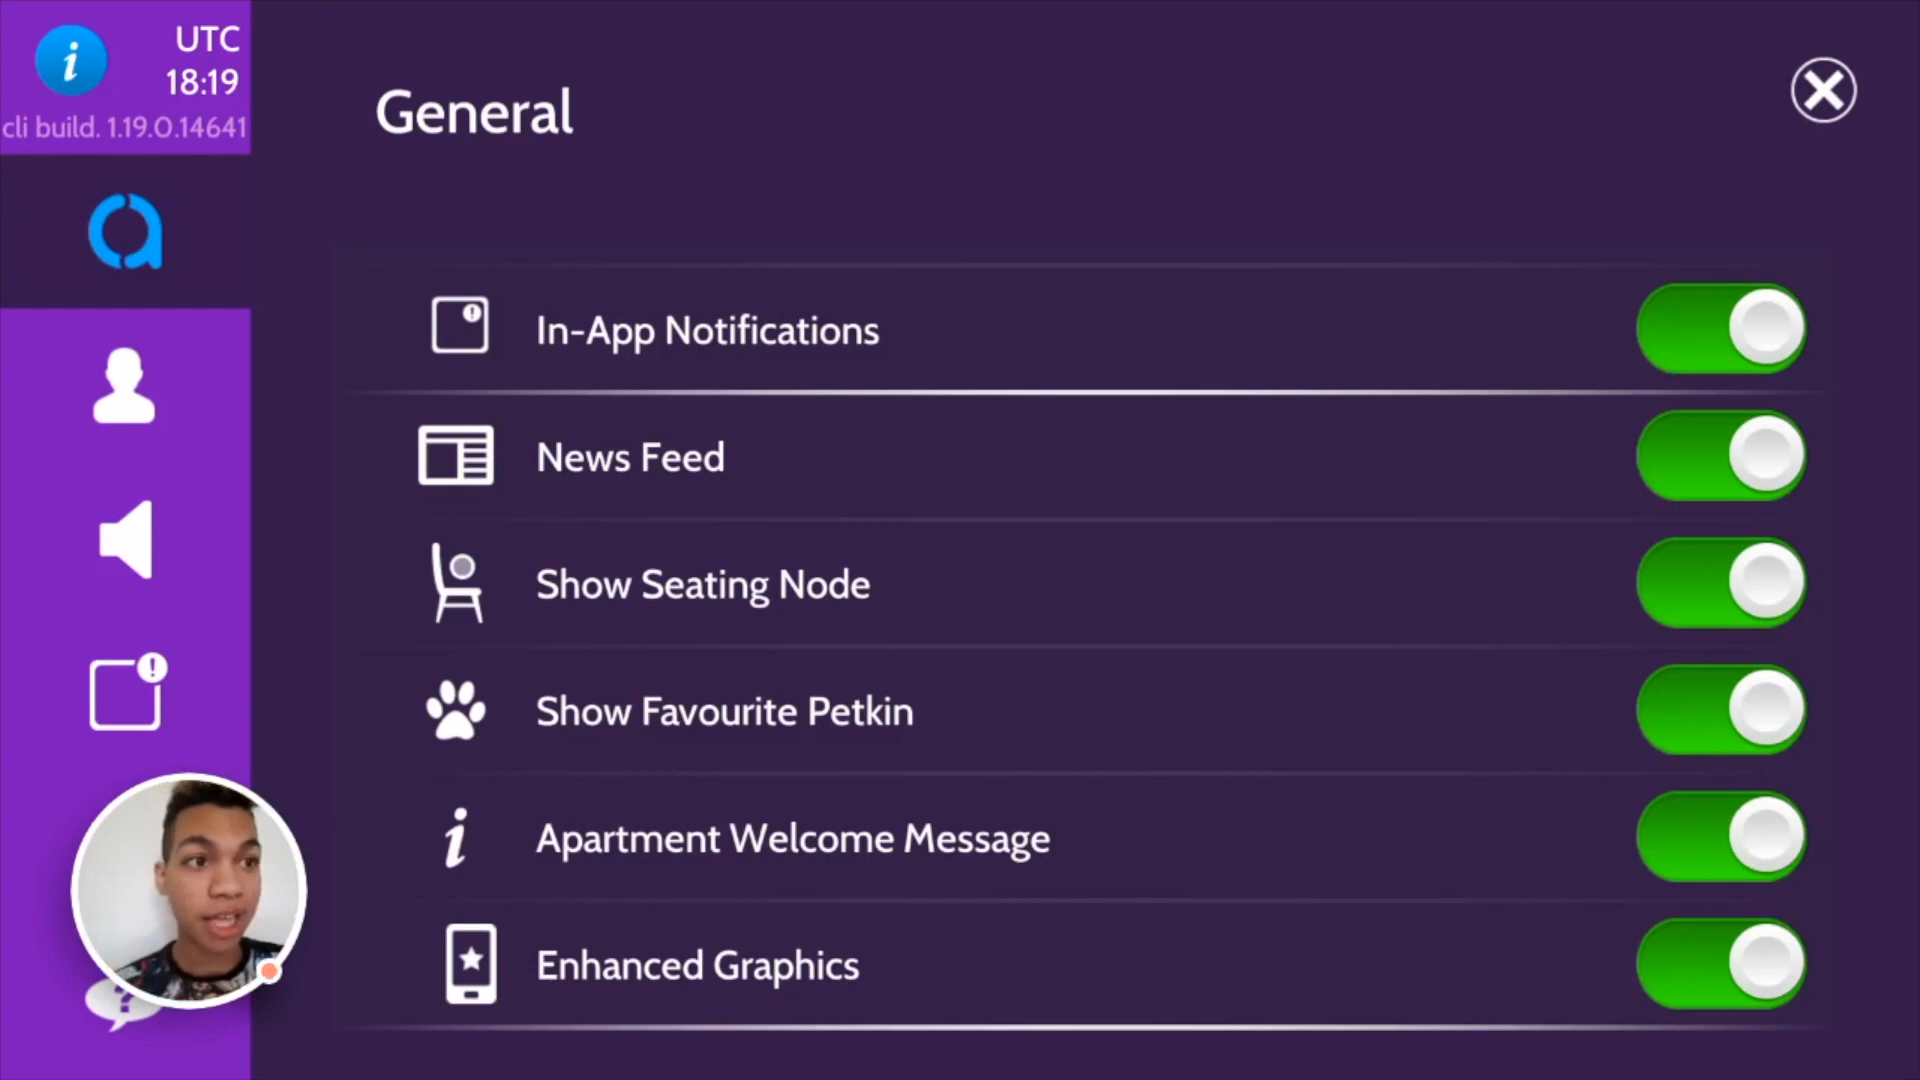 UTC
18:19
cli build. 1.19.0.14641
General
In-App Notifications
News Feed
Show Seating Node
Show Favourite Petkin
Apartment Welcome Message
Enhanced Graphics